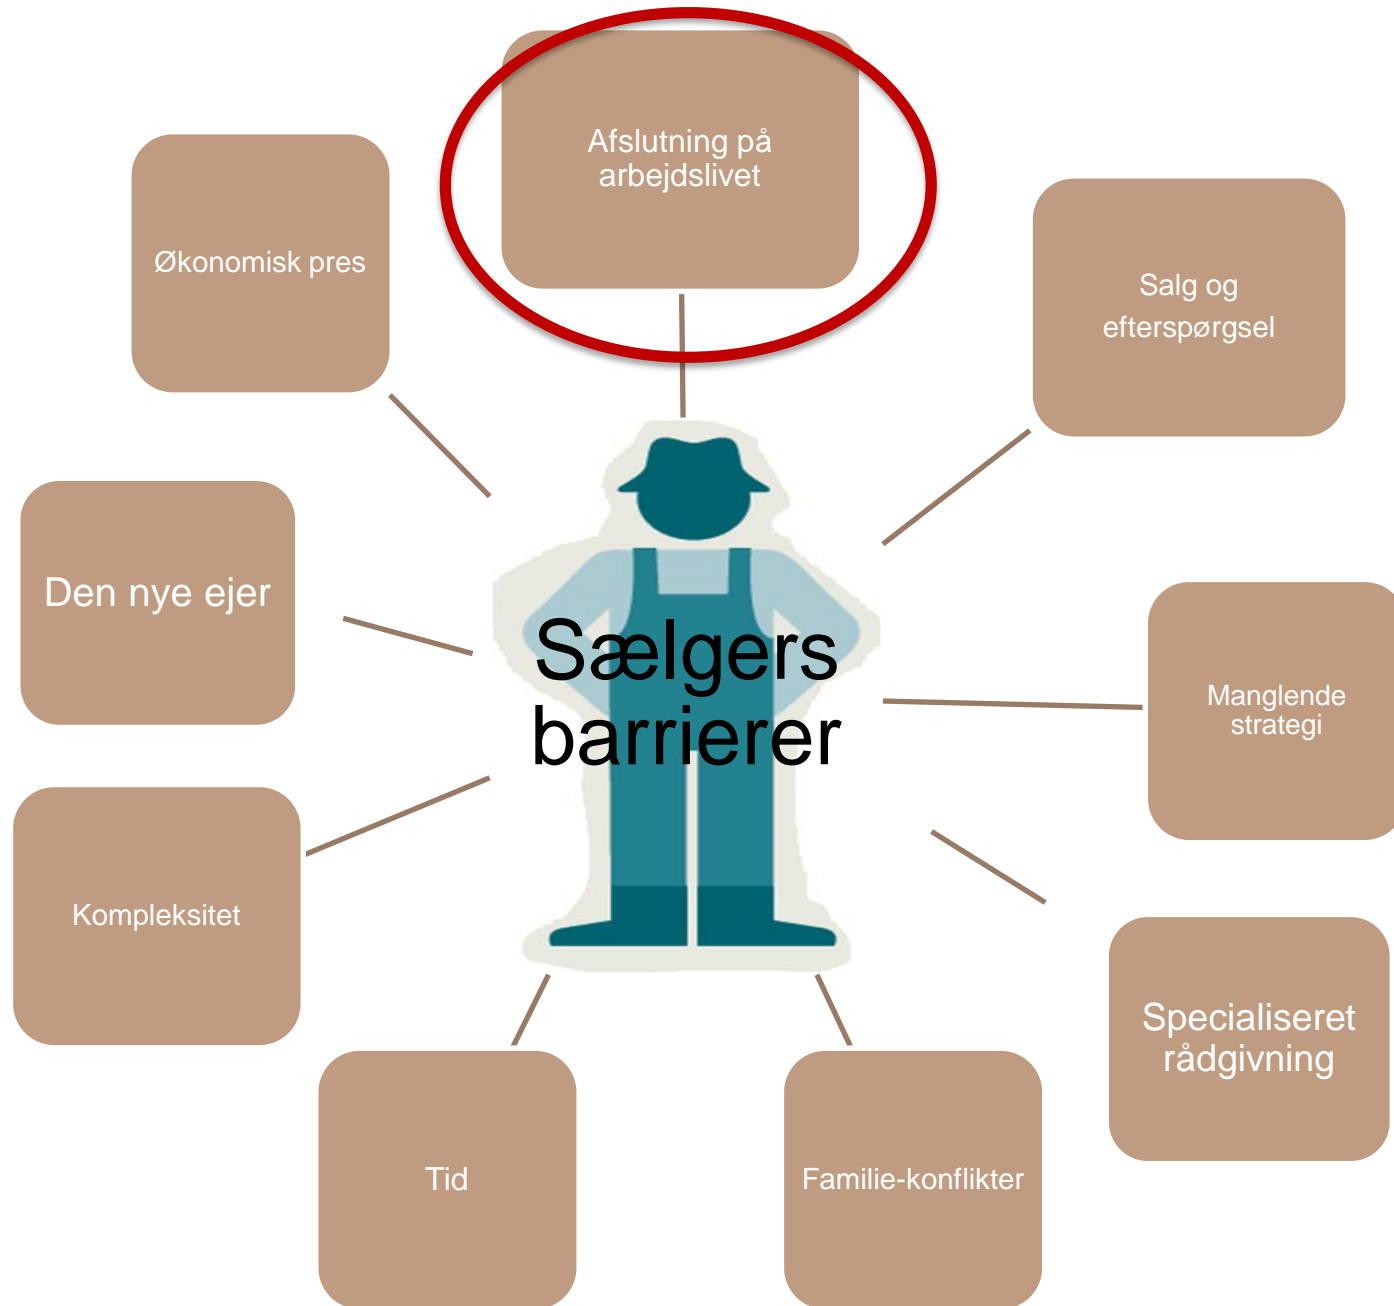 Afslutning på
arbejdslivet
Økonomisk pres
Salg og
efterspørgsel
Den nye ejer
Sælgers
barrierer
Manglende
strategi
Kompleksitet
Specialiseret
rådgivning
Tid
Familie-konflikter